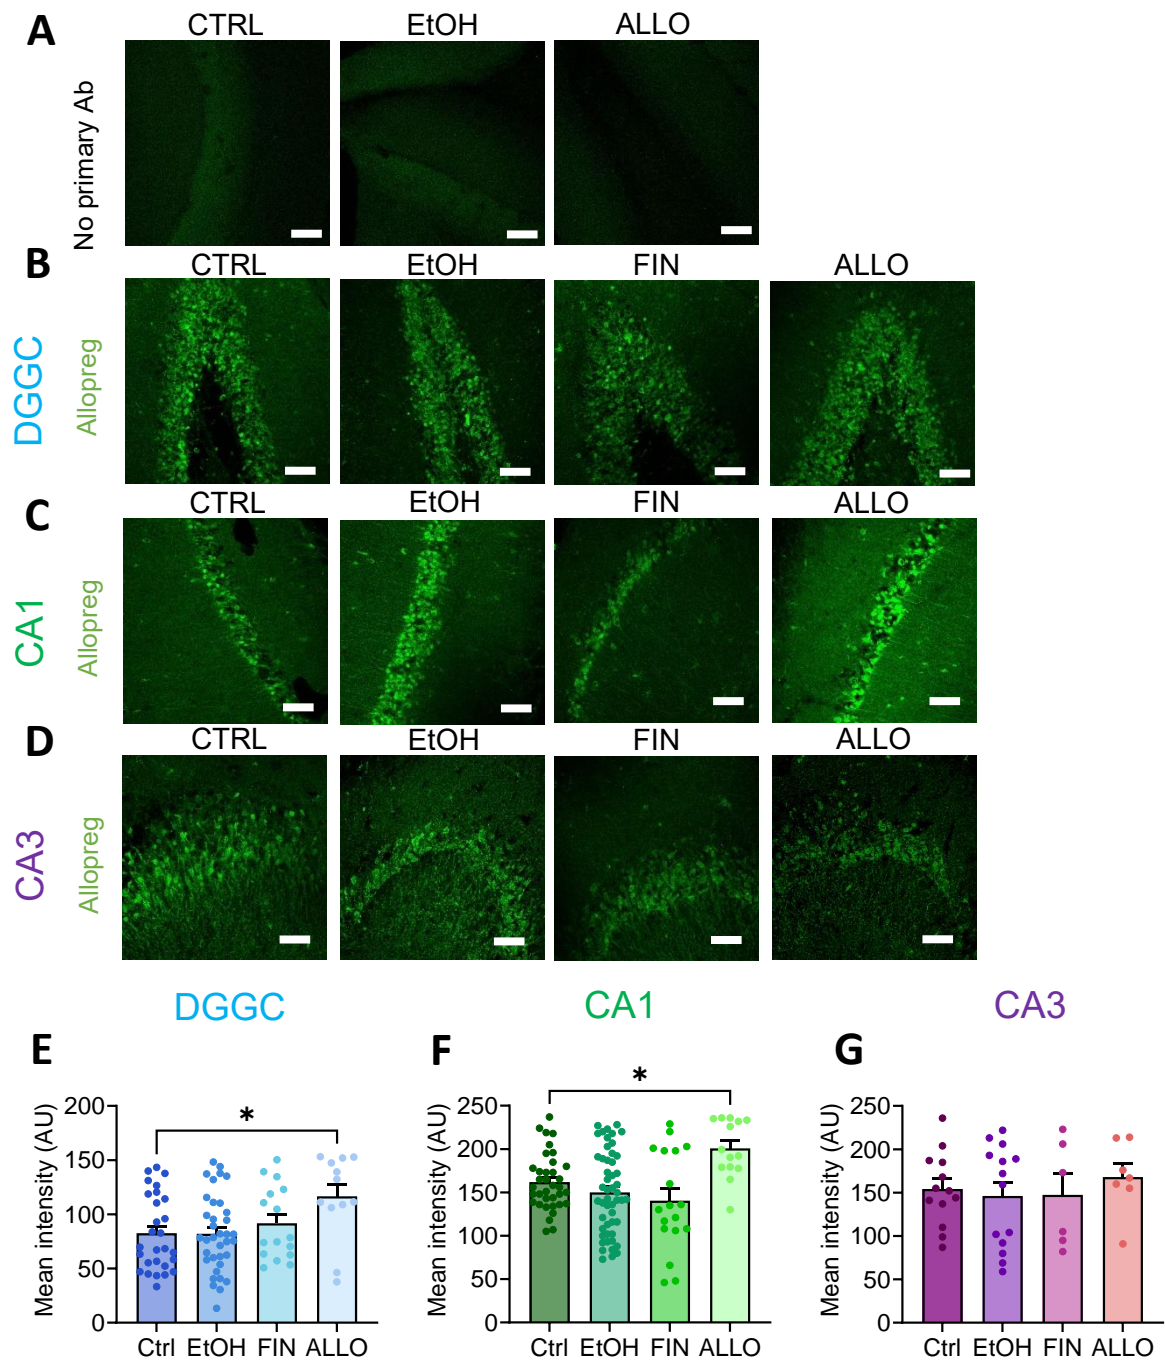 A
CTRL EtOH ALLO
No primary Ab
B
CTRL EtOH FIN ALLO
DGGC
Allopreg
C
CTRL EtOH FIN ALLO
CA1
Allopreg
D
CTRL EtOH FIN ALLO
CA3
Allopreg
DGGC CA1 CA3
E
Mean intensity (AU)
200
150
100
50
0
*
Ctrl EtOH FIN ALLO
F
Mean intensity (AU)
250
200
150
100
50
0
*
Ctrl EtOH FIN ALLO
G
Mean intensity (AU)
250
200
150
100
50
0
Ctrl EtOH FIN ALLO